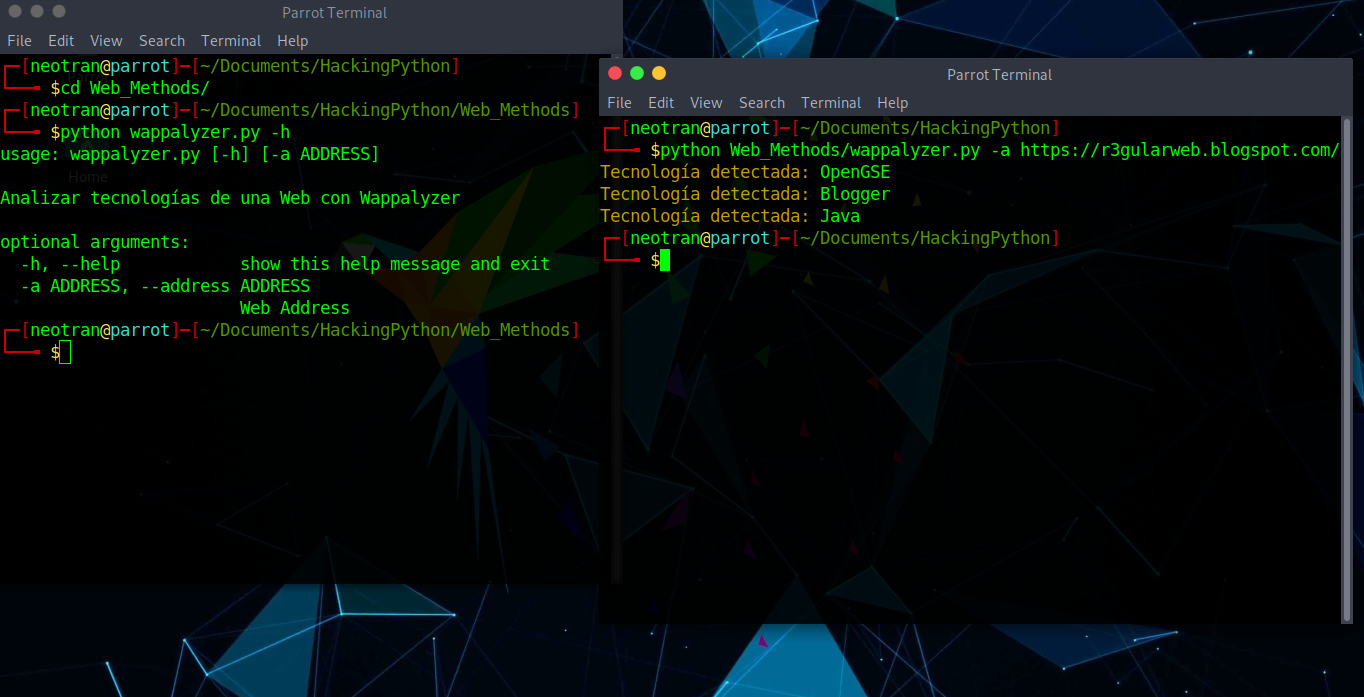 Parrot Terminal
File Edit View Search Terminal Help
[neotran@parrot]-[~/Documents/HackingPython]
$cd Web_Methods/
[neotran@parrot]-[~/Documents/HackingPython/Web_Methods]
$python wappalyzer.py -h
usage: wappalyzer.py [-h] [-a ADDRESS]
Home
Analizar tecnologías de una Web con Wappalyzer
optional arguments:
-h, --help show this help message and exit
-a ADDRESS, --address ADDRESS
Web Address
[neotran@parrot]-[~/Documents/HackingPython/Web_Methods]
$
Parrot Terminal
File Edit View Search Terminal Help
[neotran@parrot]-[~/Documents/HackingPython]
$python Web_Methods/wappalyzer.py -a https://r3gularweb.blogspot.com/
Tecnología detectada: OpenGSE
Tecnología detectada: Blogger
Tecnología detectada: Java
[neotran@parrot]-[~/Documents/HackingPython]
$